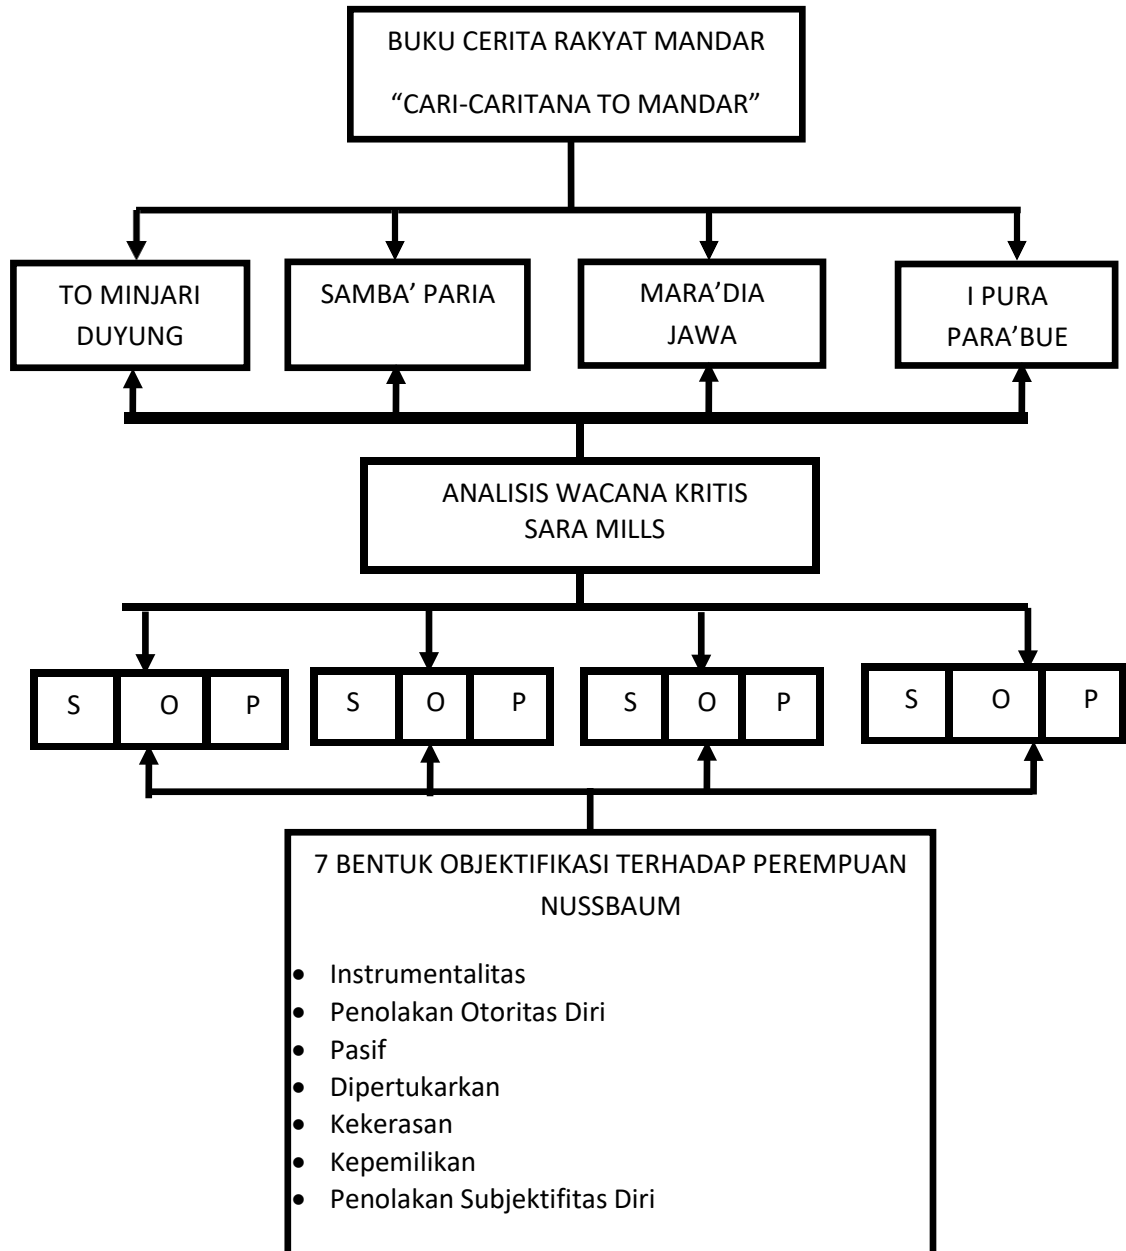 BUKU CERITA RAKYAT MANDAR
“CARI-CARITANA TO MANDAR”
TO MINJARI
DUYUNG
SAMBA’ PARIA
MARA’DIA
JAWA
I PURA
PARA’BUE
ANALISIS WACANA KRITIS
SARA MILLS
S O P
S O P
S O P
S O P
7 BENTUK OBJEKTIFIKASI TERHADAP PEREMPUAN
NUSSBAUM
• Instrumentalitas
• Penolakan Otoritas Diri
• Pasif
• Dipertukarkan
• Kekerasan
• Kepemilikan
• Penolakan Subjektifitas Diri